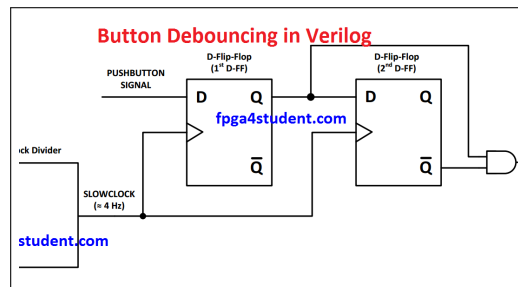 Button Debouncing in Verilog
D-Flip-Flop
(1st D-FF)
D-Flip-Flop
(2nd D-FF)
PUSHBUTTON
SIGNAL
D Q
D Q
fpga4student.com
Q
Q
ck Divider
SLOWCLOCK
(≈ 4 Hz)
student.com